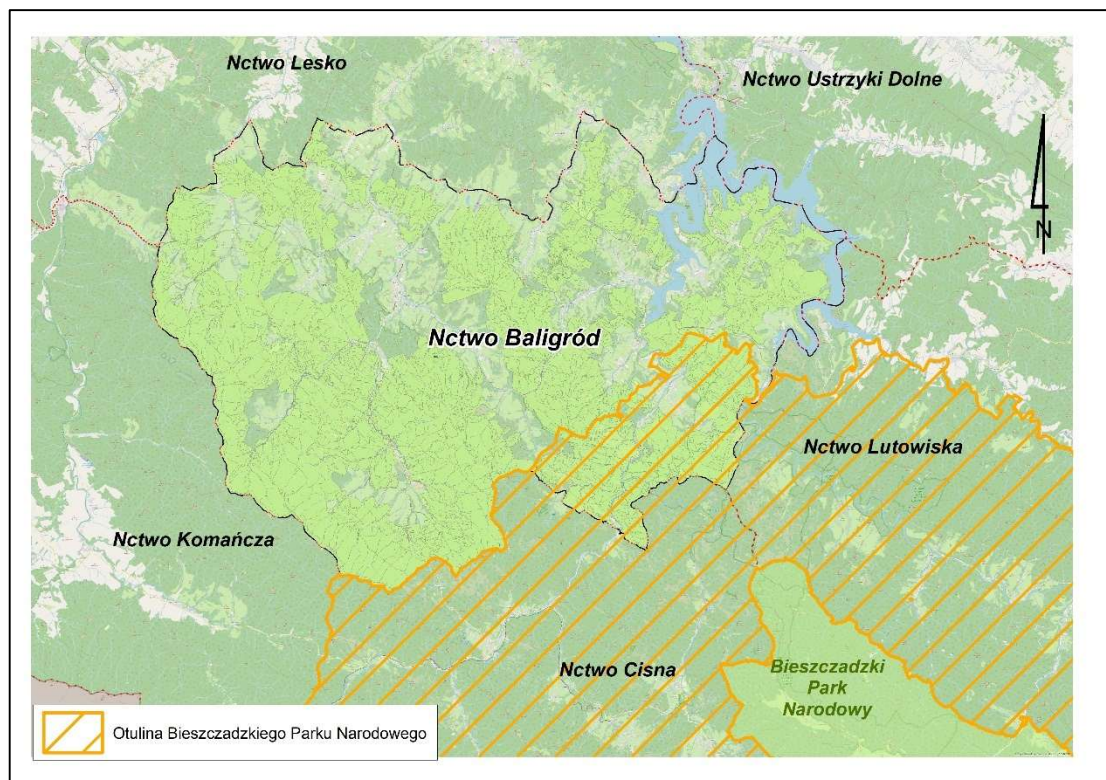 Nctwo Lesko
Nctwo Ustrzyki Dolne
N
Nctwo Baligród
Nctwo Lutowiska
Nctwo Komańcza
Nctwo Cisna
Bieszczadzki
Park
Narodowy
Otulina Bieszczadzkiego Parku Narodowego